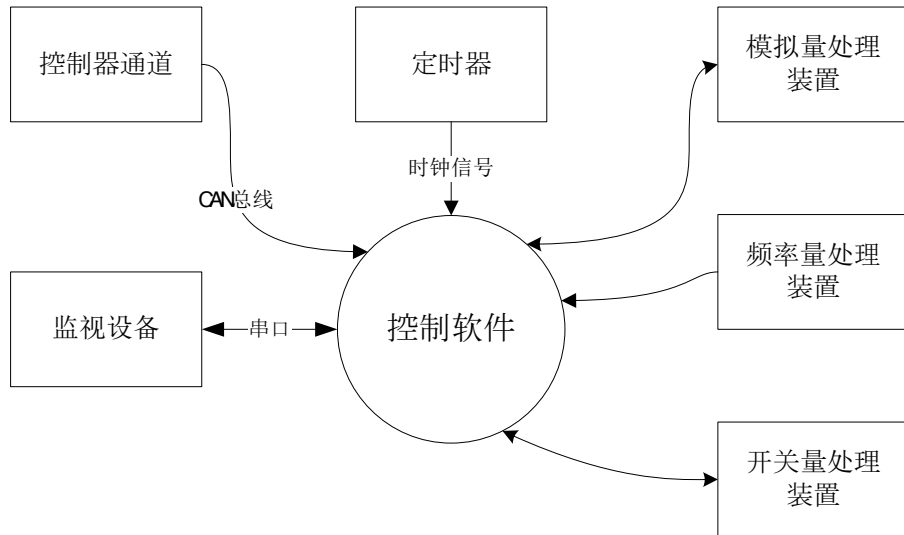 控制器通道
定时器
模拟量处理
装置
时钟信号
CAN总线
频率量处理
装置
监视设备
串口
控制软件
开关量处理
装置